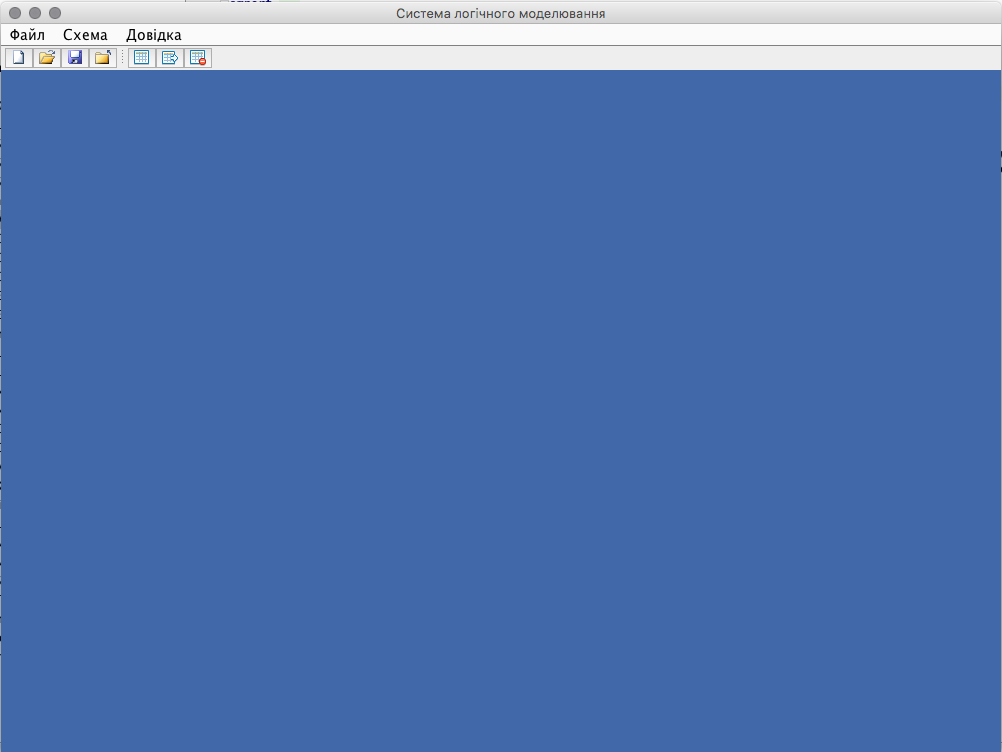 Система логічного моделювання
Файл Схема Довідка